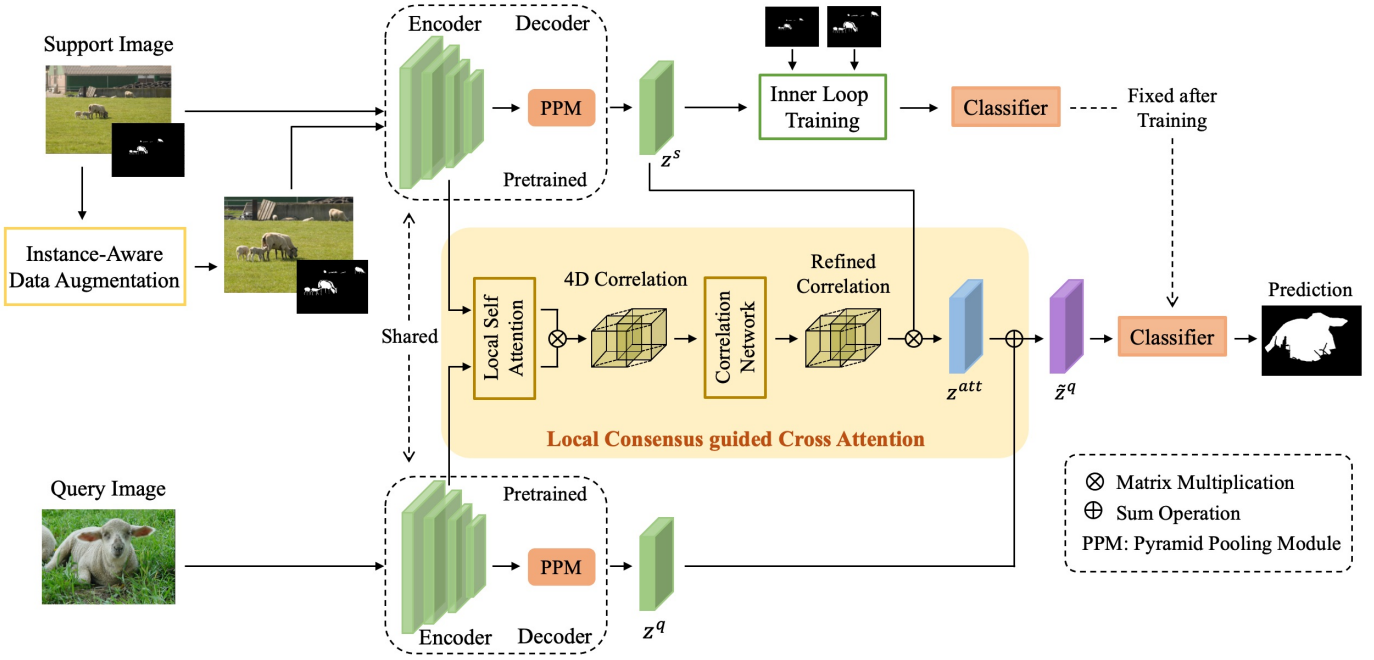 Support Image
Encoder
Decoder
PPM
Pretrained
z^s
Inner Loop
Training
Classifier
Fixed after
Training
Instance-Aware
Data Augmentation
Shared
Local Self
Attention
4D Correlation
Correlation
Network
Refined
Correlation
z^att
z̃^q
Classifier
Prediction
Local Consensus guided Cross Attention
Query Image
Pretrained
PPM
Encoder
Decoder
z^q
⊗ Matrix Multiplication
⊕ Sum Operation
PPM: Pyramid Pooling Module